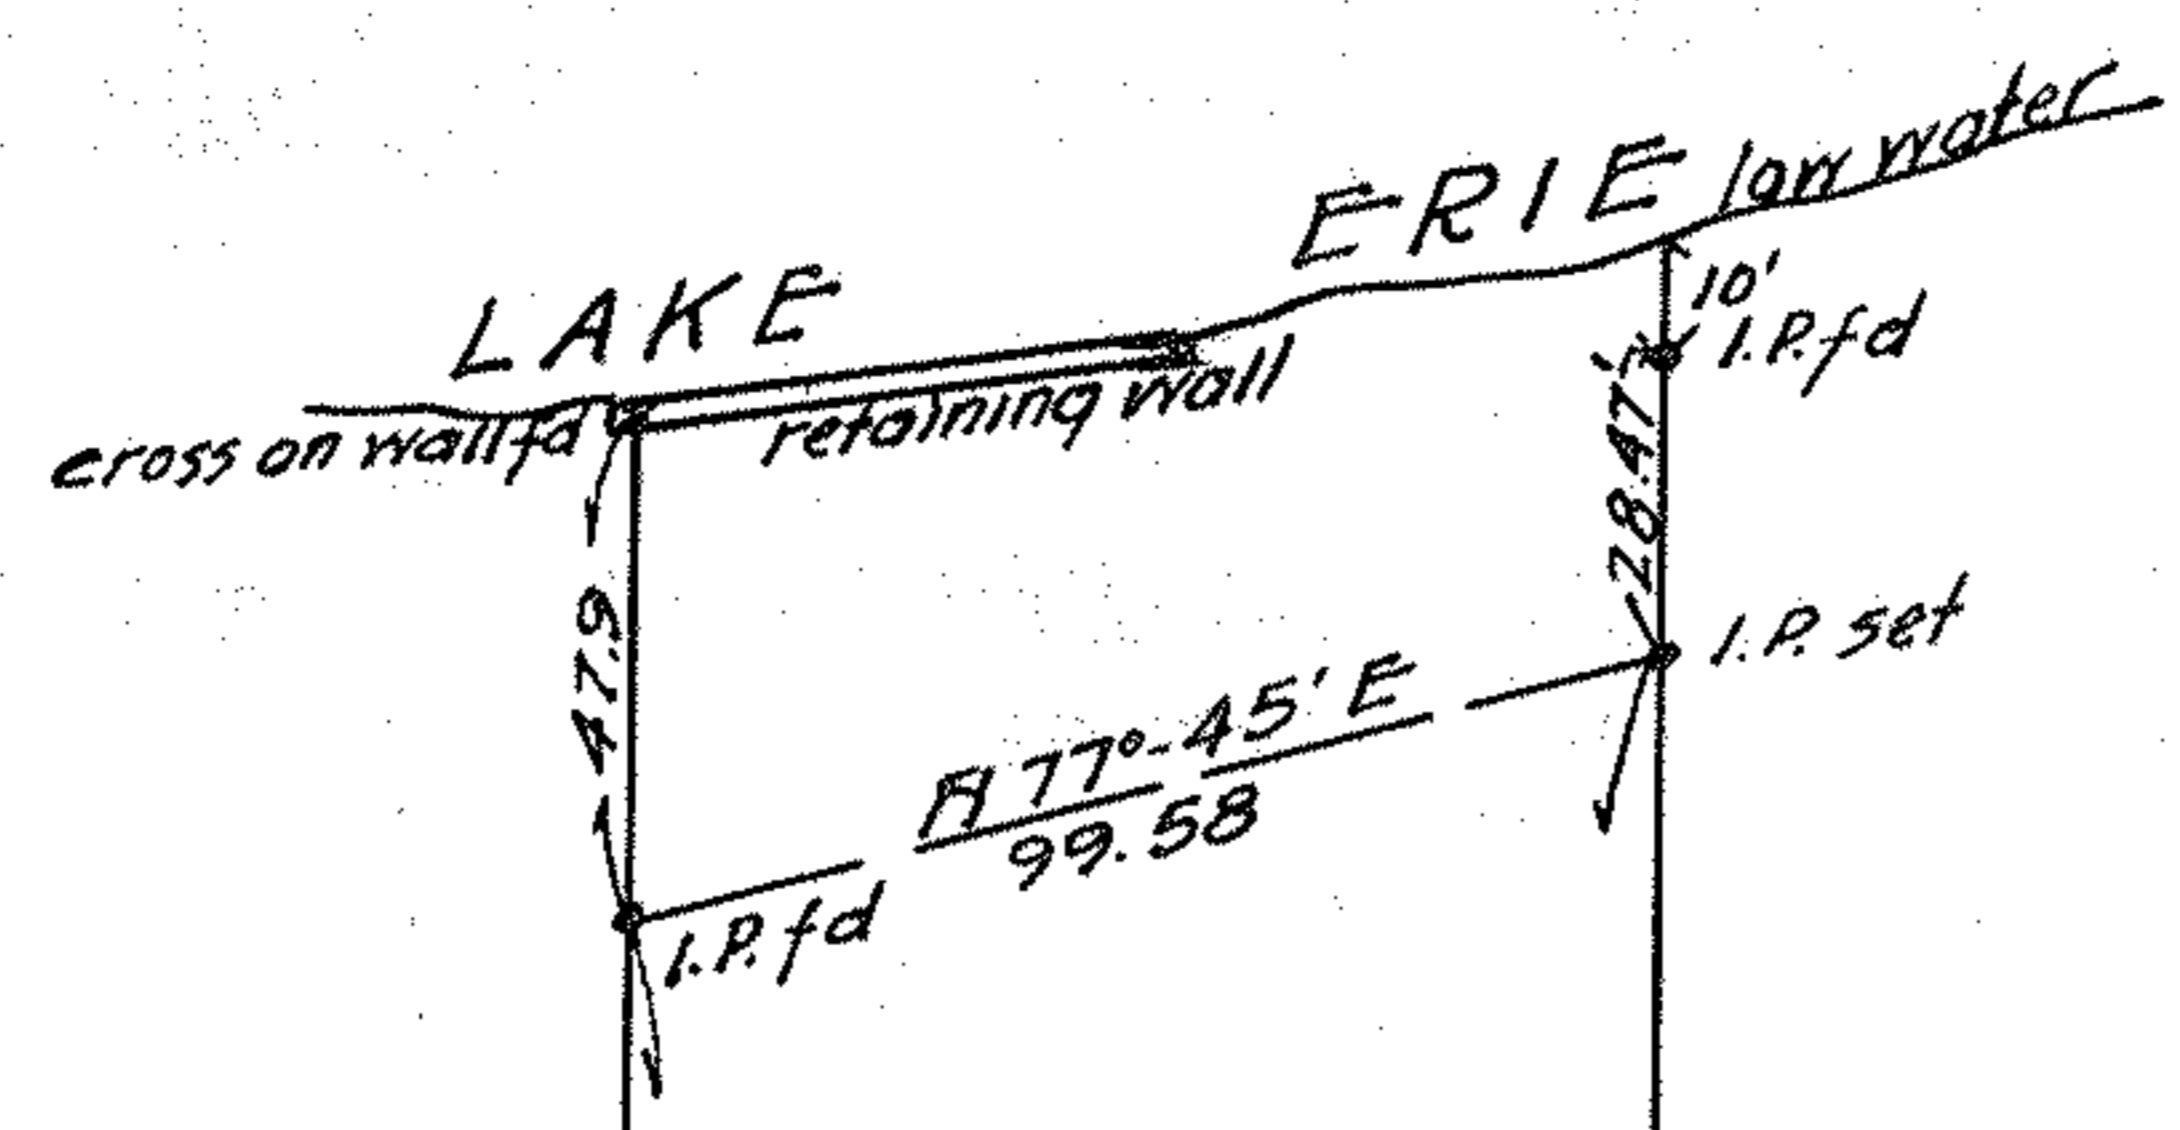 LAKE ERIE low water
10'
I.P. fd
cross on wall fd
retaining wall
28.47'
47.9
I.P. set
N 77°-45' E
99.58
I.P. fd